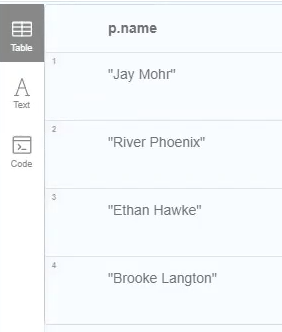 p.name
Table
1
"Jay Mohr"
Text
2
"River Phoenix"
Code
3
"Ethan Hawke"
4
"Brooke Langton"